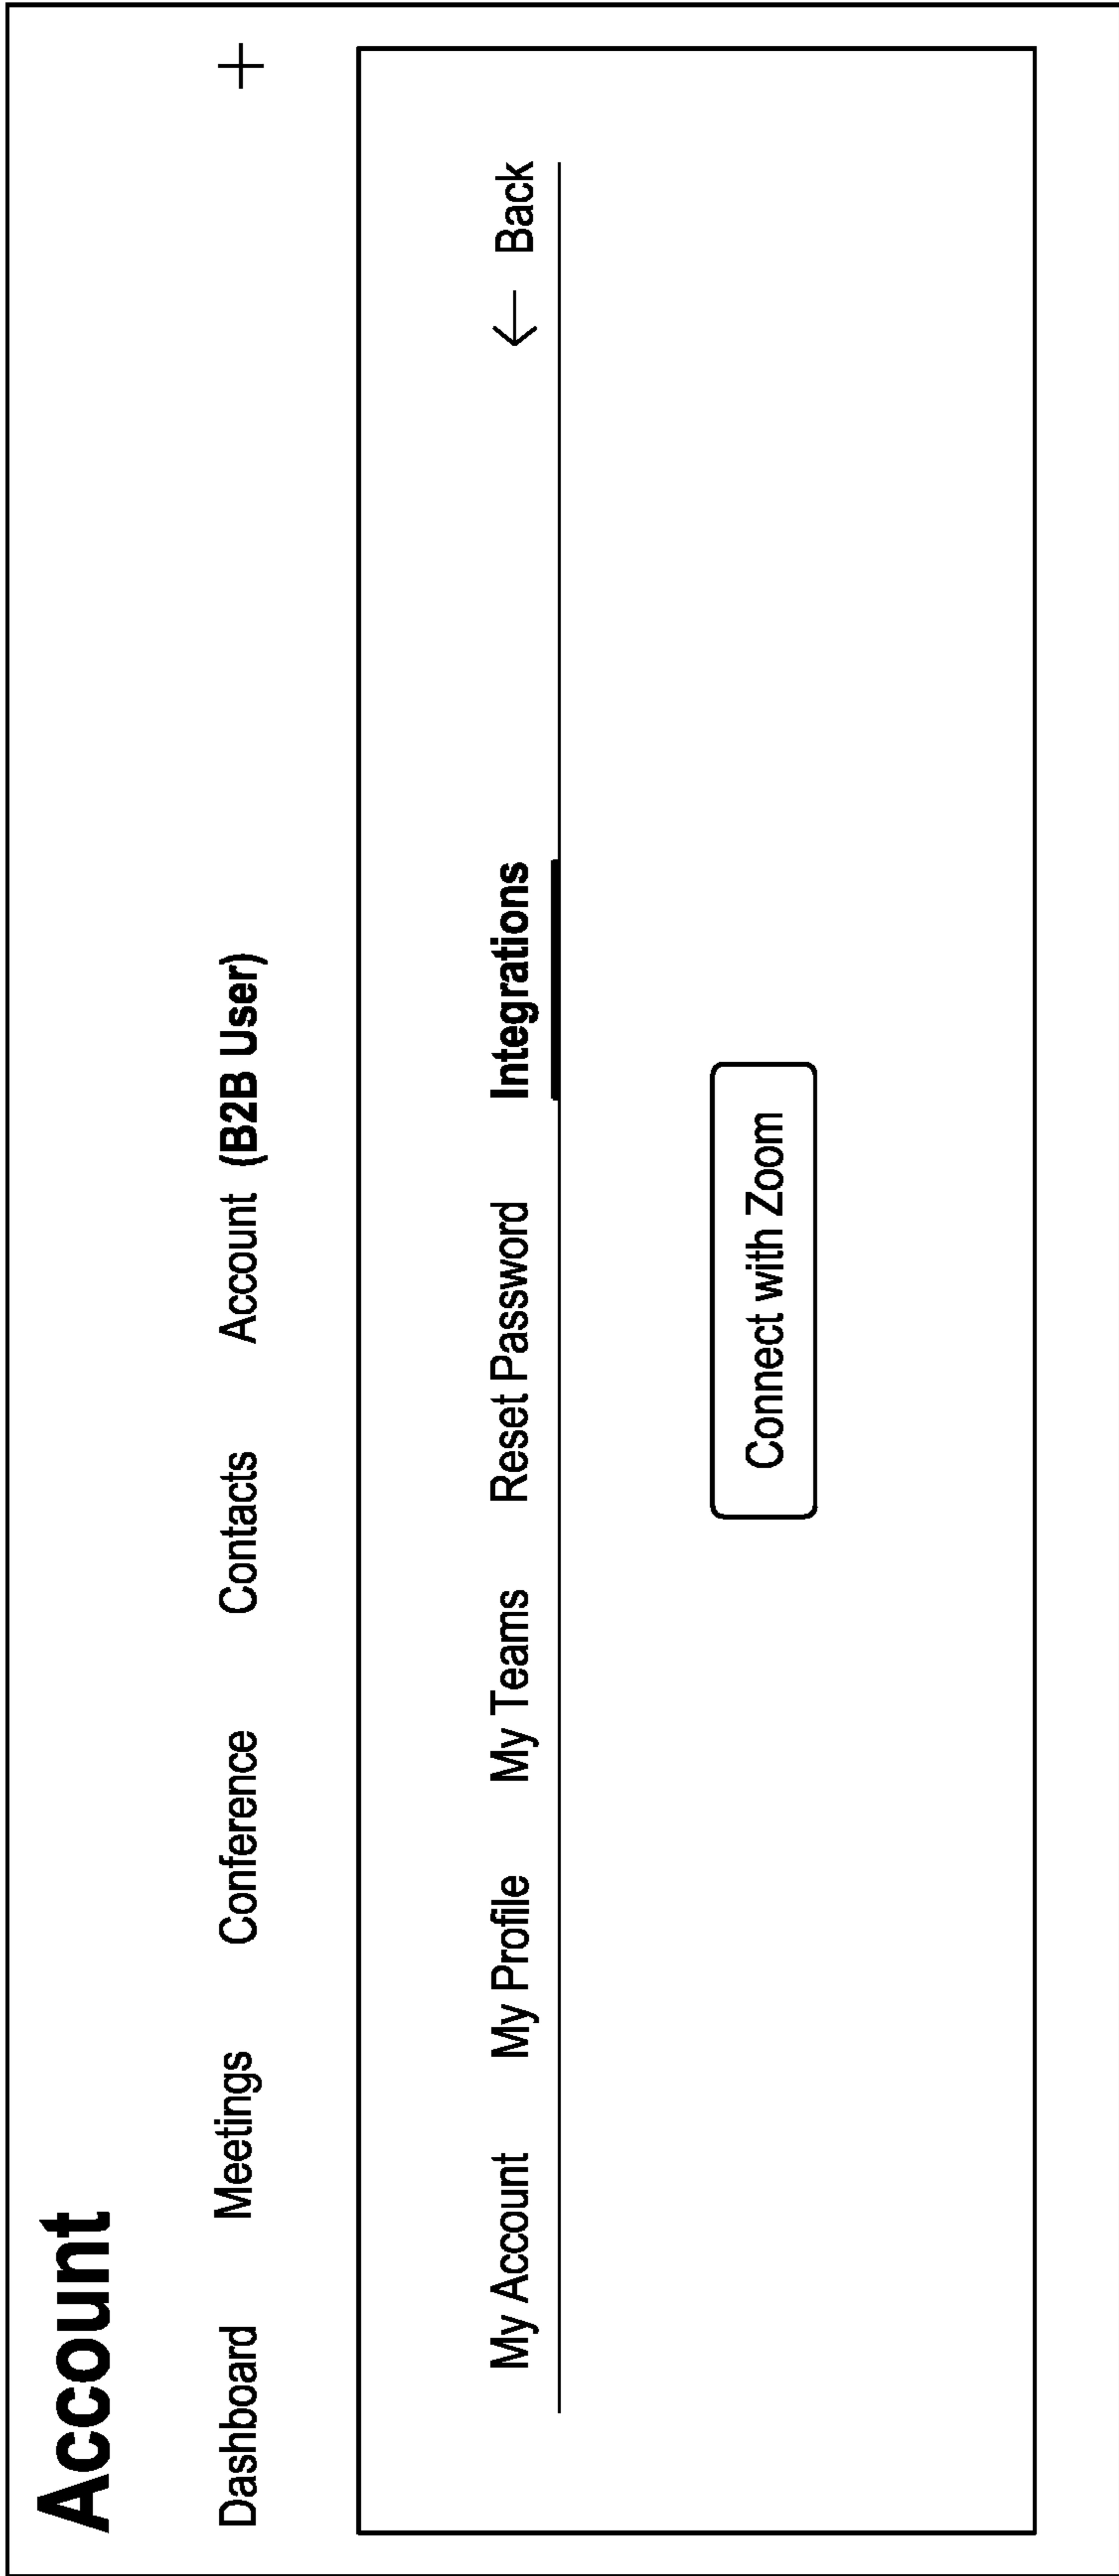 Account
Dashboard Meetings Conference Contacts Account (B2B User) +
My Account My Profile My Teams Reset Password Integrations ← Back
Connect with Zoom